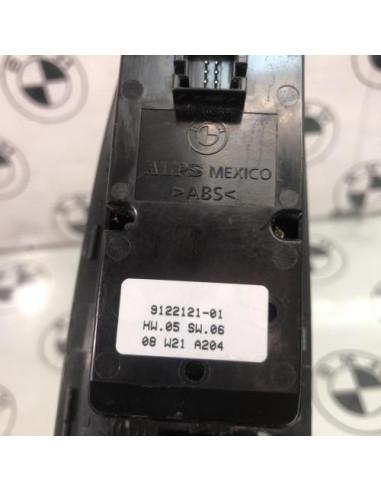 ALPS MEXICO
>ABS<
9122121-01
HW.05 SW.06
08 W21 A204